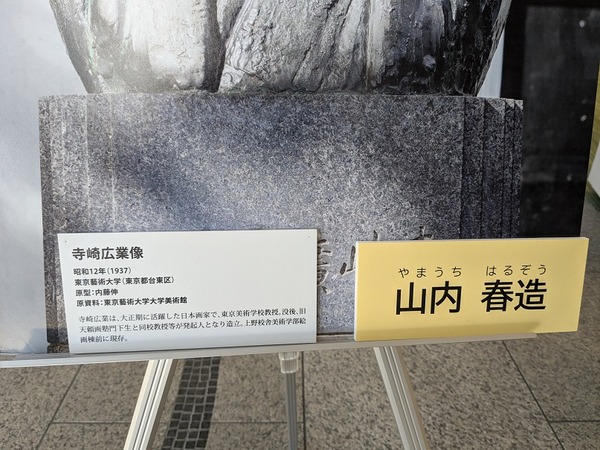 寺崎広業像
昭和12年(1937)
東京藝術大学(東京都台東区)
原型:内藤伸
原資料:東京藝術大学大学美術館
寺崎広業は、大正期に活躍した日本画家で、東京美術学校教授。没後、旧
天籟画塾門下生と同校教授等が発起人となり造立。上野校舎美術学部絵
画棟前に現存。
やまうち はるぞう
山内 春造